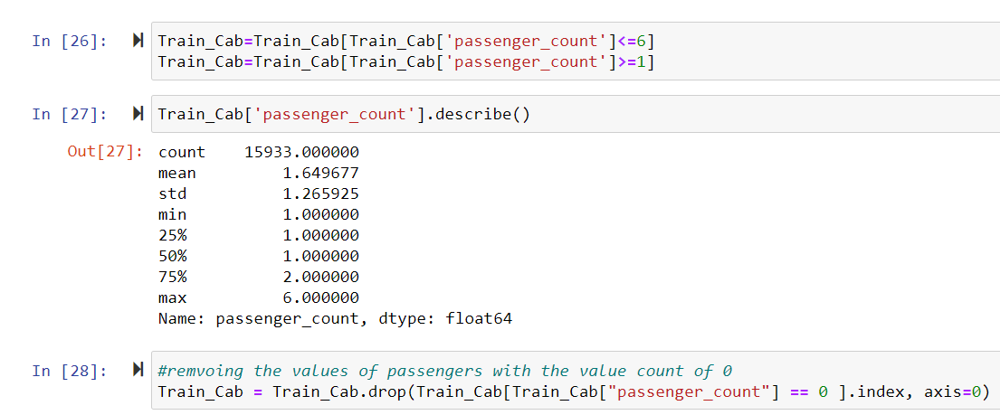 In [26]: Train_Cab=Train_Cab[Train_Cab['passenger_count']<=6]
Train_Cab=Train_Cab[Train_Cab['passenger_count']>=1]
In [27]: Train_Cab['passenger_count'].describe()
Out[27]: count 15933.000000
mean 1.649677
std 1.265925
min 1.000000
25% 1.000000
50% 1.000000
75% 2.000000
max 6.000000
Name: passenger_count, dtype: float64
In [28]: #remvoing the values of passengers with the value count of 0
Train_Cab = Train_Cab.drop(Train_Cab[Train_Cab["passenger_count"] == 0 ].index, axis=0)